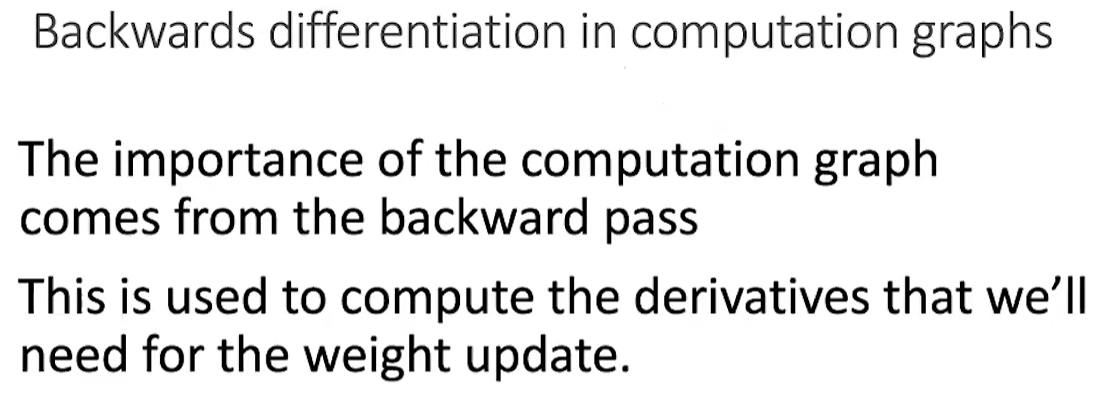 Backwards differentiation in computation graphs
The importance of the computation graph
comes from the backward pass
This is used to compute the derivatives that we’ll
need for the weight update.